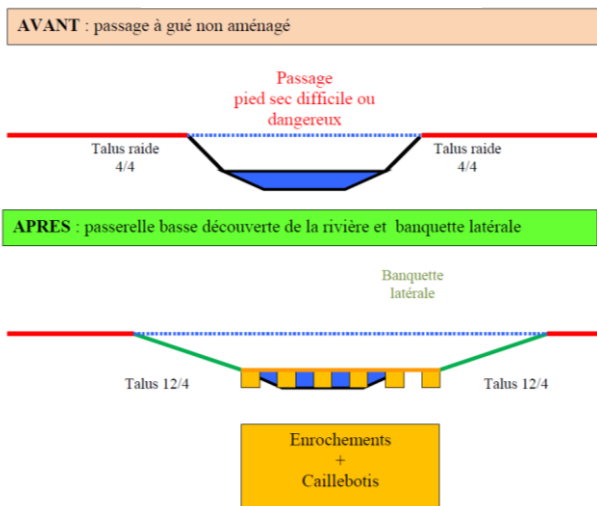 AVANT : passage à gué non aménagé
Passage
pied sec difficile ou
dangereux
Talus raide
4/4
Talus raide
4/4
APRES : passerelle basse découverte de la rivière et banquette latérale
Banquette
latérale
Talus 12/4
Talus 12/4
Enrochements
+
Caillebotis